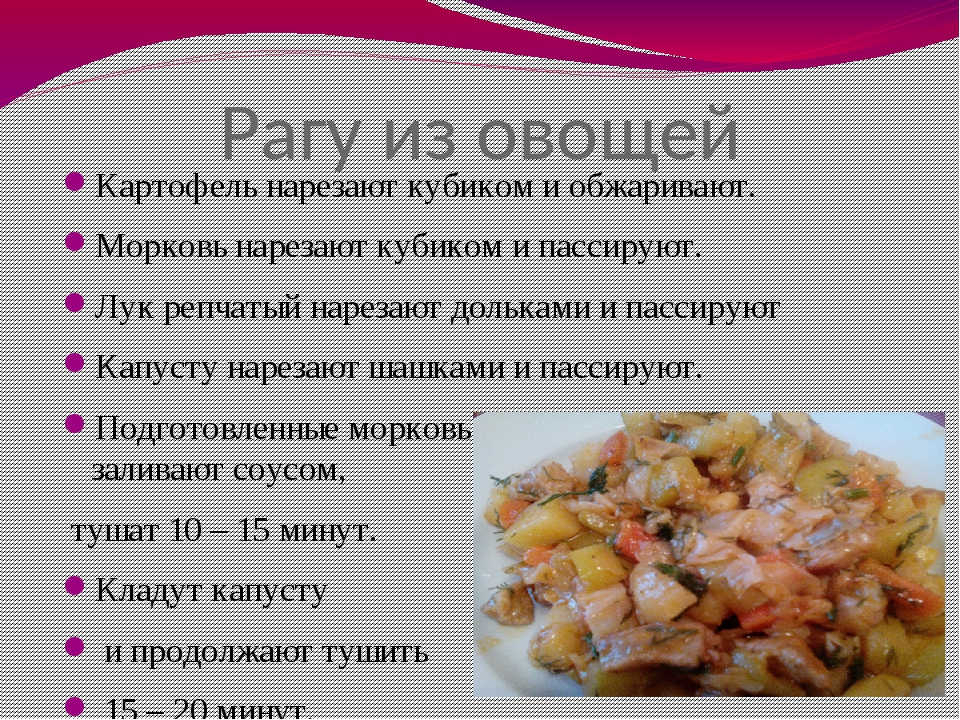 Рагу из овощей
Картофель нарезают кубиком и обжаривают.
Морковь нарезают кубиком и пассируют.
Лук репчатый нарезают дольками и пассируют
Капусту нарезают шашками и пассируют.
Подготовленные морковь
заливают соусом,
тушат 10 – 15 минут.
Кладут капусту
и продолжают тушить
15 – 20 минут.